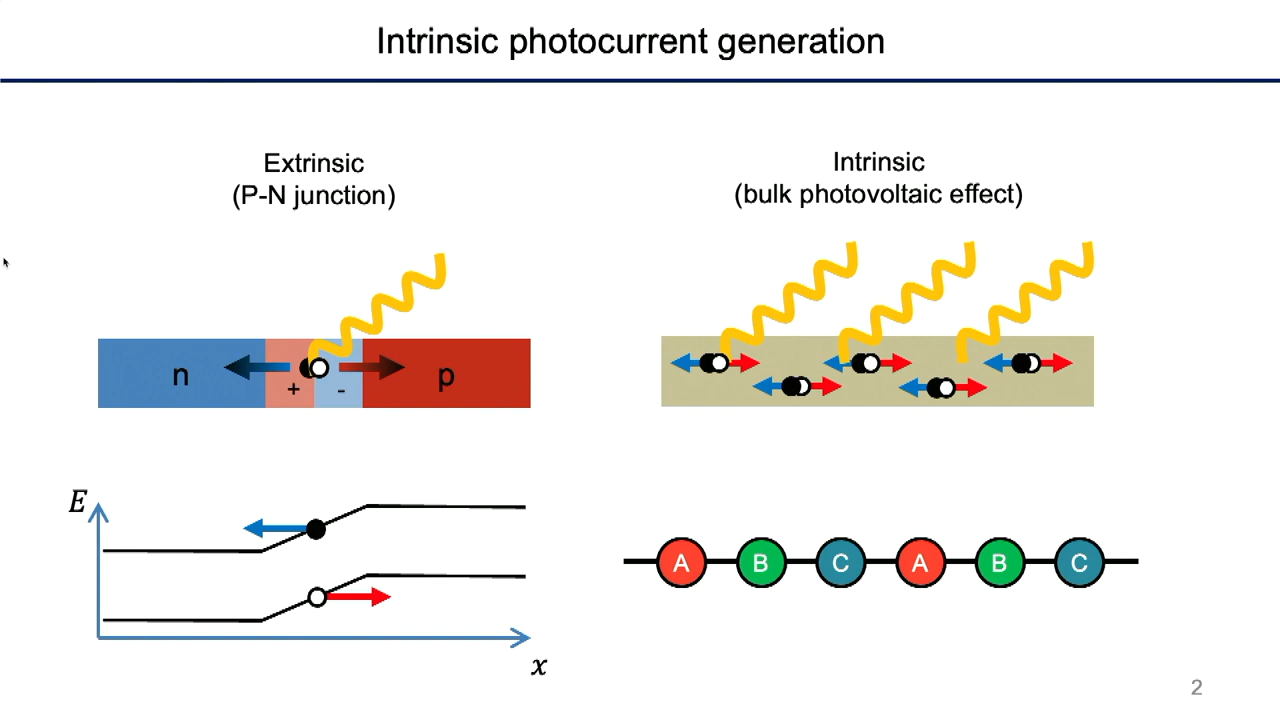 Intrinsic photocurrent generation
Extrinsic
(P-N junction)
Intrinsic
(bulk photovoltaic effect)
n
+
-
p
E
x
A B C A B C
2